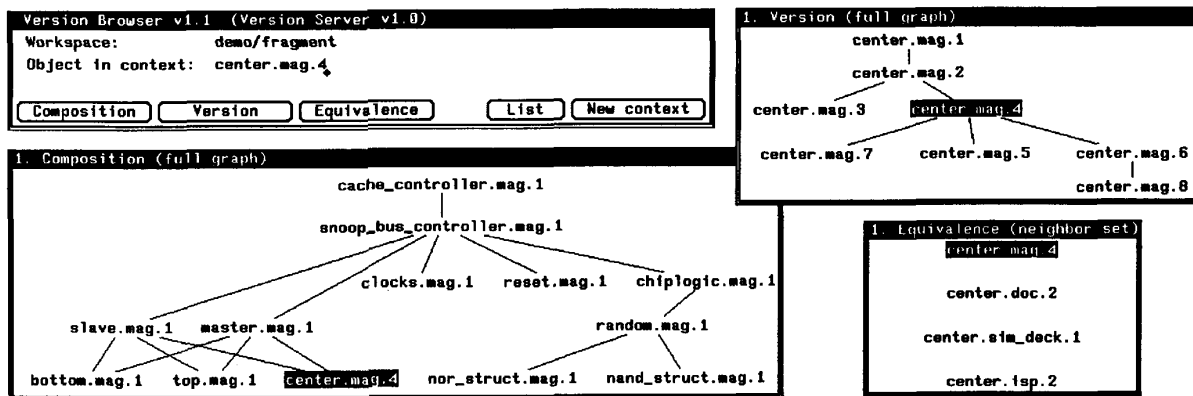 Version Browser v1.1 (Version Server v1.0)
Workspace: demo/fragment
Object in context: center.mag.4
Composition Version Equivalence List New context
1. Version (full graph)
center.mag.1
center.mag.2
center.mag.3 center.mag.4
center.mag.7 center.mag.5 center.mag.6
center.mag.8
1. Composition (full graph)
cache_controller.mag.1
snoop_bus_controller.mag.1
clocks.mag.1 reset.mag.1 chiplogic.mag.1
slave.mag.1 master.mag.1 random.mag.1
bottom.mag.1 top.mag.1 center.mag.4 nor_struct.mag.1 nand_struct.mag.1
1. Equivalence (neighbor set)
center.mag.4
center.doc.2
center.sim_deck.1
center.isp.2